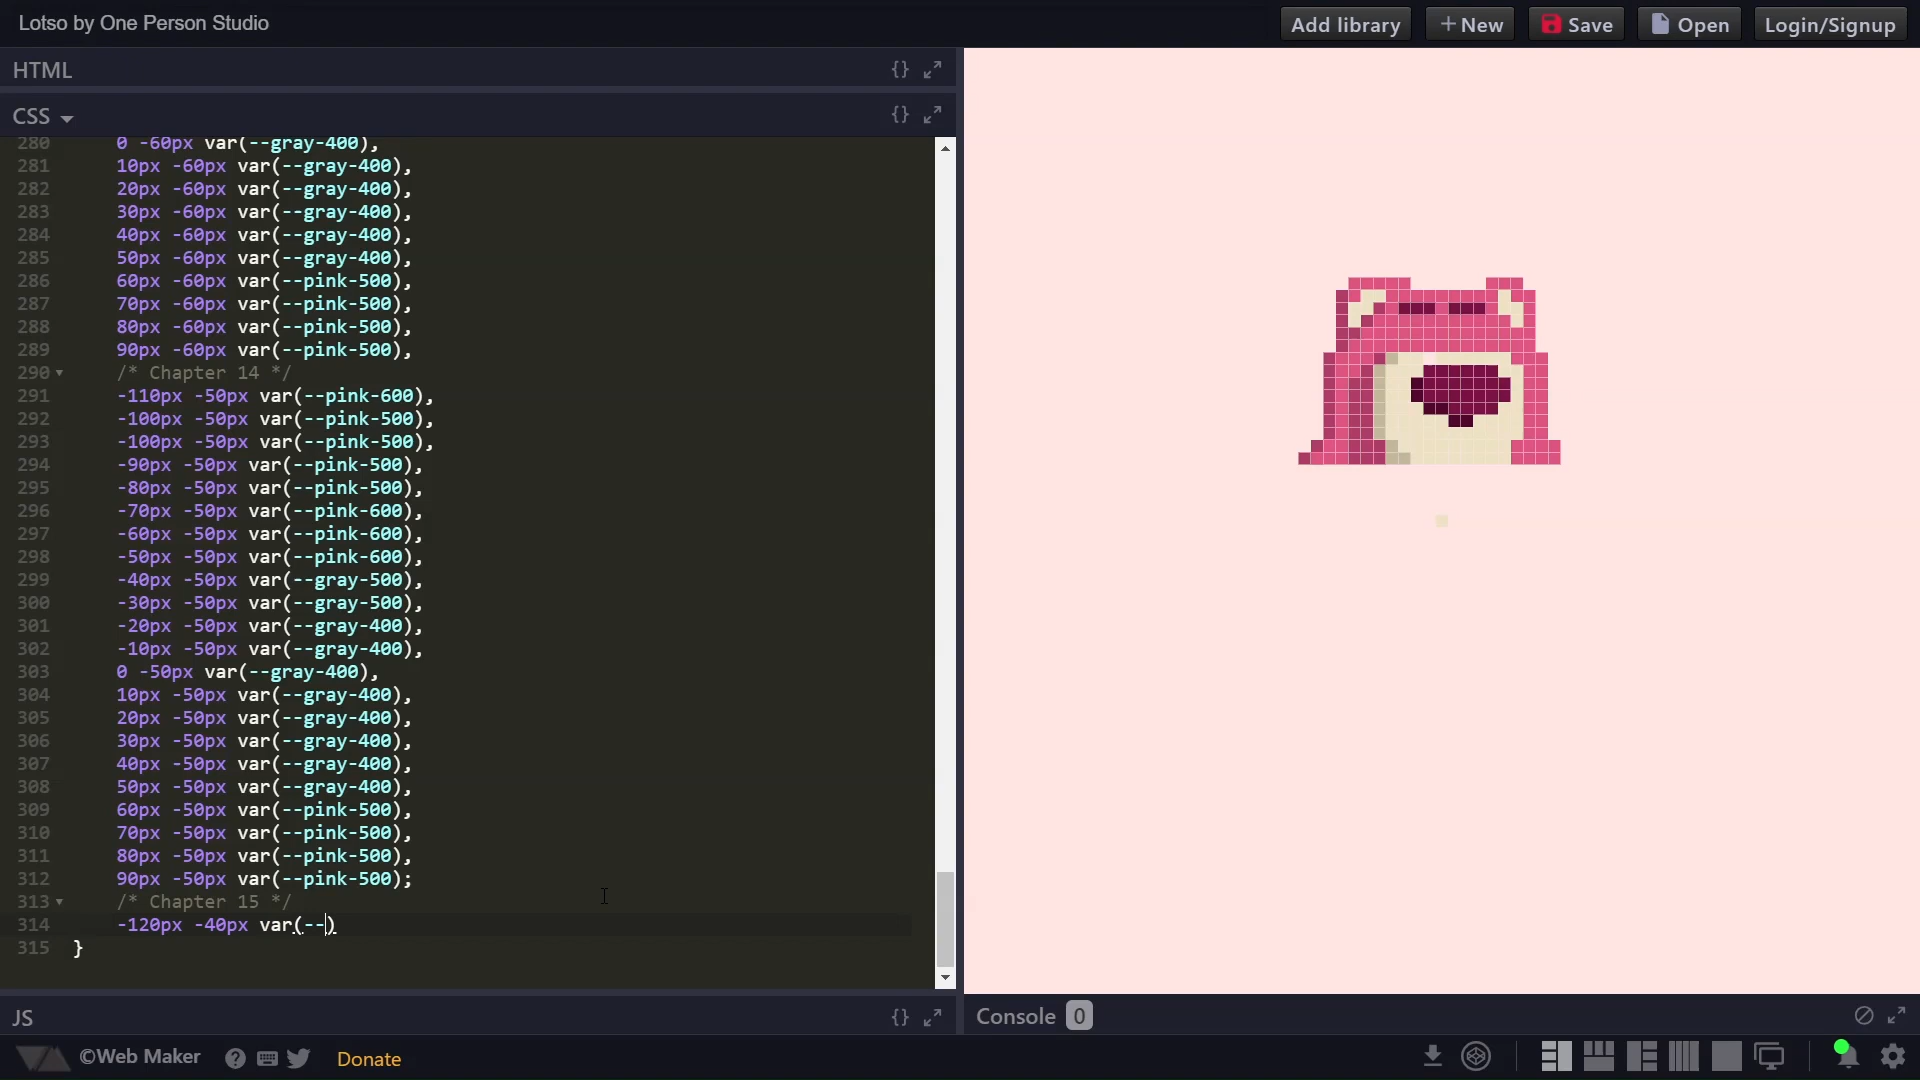 Lotso by One Person Studio
Add library
+ New
Save
Open
Login/Signup
HTML
{}
CSS
{}
280 0 -60px var(--gray-400),
281 10px -60px var(--gray-400),
282 20px -60px var(--gray-400),
283 30px -60px var(--gray-400),
284 40px -60px var(--gray-400),
285 50px -60px var(--gray-400),
286 60px -60px var(--pink-500),
287 70px -60px var(--pink-500),
288 80px -60px var(--pink-500),
289 90px -60px var(--pink-500),
290 /* Chapter 14 */
291 -110px -50px var(--pink-600),
292 -100px -50px var(--pink-500),
293 -100px -50px var(--pink-500),
294 -90px -50px var(--pink-500),
295 -80px -50px var(--pink-500),
296 -70px -50px var(--pink-600),
297 -60px -50px var(--pink-600),
298 -50px -50px var(--pink-600),
299 -40px -50px var(--gray-500),
300 -30px -50px var(--gray-500),
301 -20px -50px var(--gray-400),
302 -10px -50px var(--gray-400),
303 0 -50px var(--gray-400),
304 10px -50px var(--gray-400),
305 20px -50px var(--gray-400),
306 30px -50px var(--gray-400),
307 40px -50px var(--gray-400),
308 50px -50px var(--gray-400),
309 60px -50px var(--pink-500),
310 70px -50px var(--pink-500),
311 80px -50px var(--pink-500),
312 90px -50px var(--pink-500);
313 /* Chapter 15 */
314 -120px -40px var(--)
315 }
JS
{}
Console 0
©Web Maker
?
Donate